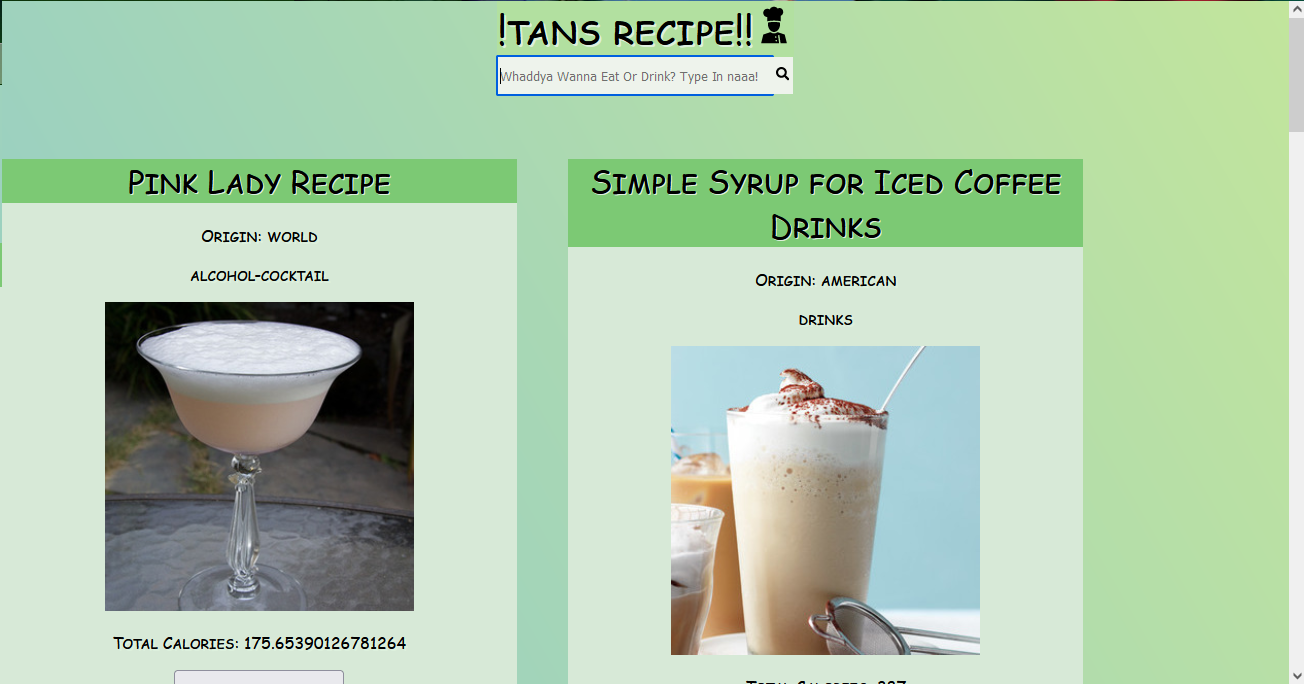 !TANS RECIPE!!
Whaddya Wanna Eat Or Drink? Type In naaa!
PINK LADY RECIPE
ORIGIN: WORLD
ALCOHOL-COCKTAIL
TOTAL CALORIES: 175.65390126781264
SIMPLE SYRUP FOR ICED COFFEE
DRINKS
ORIGIN: AMERICAN
DRINKS